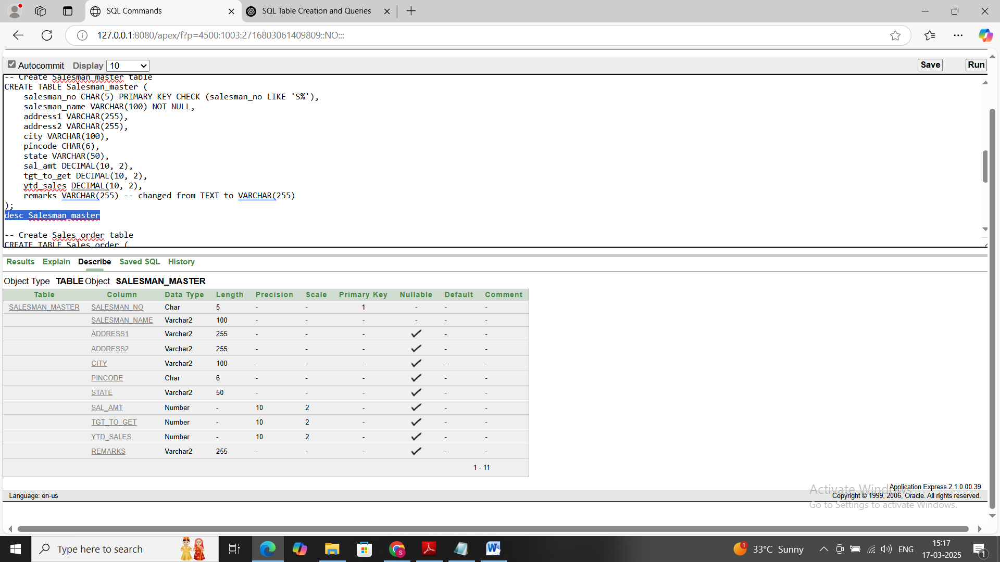 SQL Commands
SQL Table Creation and Queries
127.0.0.1:8080/apex/f?p=4500:1003:2716803061409809::NO:::
Autocommit Display 10 Save Run
-- Create Salesman_master table
CREATE TABLE Salesman_master (
salesman_no CHAR(5) PRIMARY KEY CHECK (salesman_no LIKE 'S%'),
salesman_name VARCHAR(100) NOT NULL,
address1 VARCHAR(255),
address2 VARCHAR(255),
city VARCHAR(100),
pincode CHAR(6),
state VARCHAR(50),
sal_amt DECIMAL(10, 2),
tgt_to_get DECIMAL(10, 2),
ytd_sales DECIMAL(10, 2),
remarks VARCHAR(255) -- changed from TEXT to VARCHAR(255)
);
desc Salesman_master
-- Create Sales_order table
CREATE TABLE Sales_order (
Results Explain Describe Saved SQL History
Object Type TABLE Object SALESMAN_MASTER
Table Column Data Type Length Precision Scale Primary Key Nullable Default Comment
SALESMAN_MASTER SALESMAN_NO Char 5 - - 1 - - -
SALESMAN_NAME Varchar2 100 - - - - - -
ADDRESS1 Varchar2 255 - - - ✓ - -
ADDRESS2 Varchar2 255 - - - ✓ - -
CITY Varchar2 100 - - - ✓ - -
PINCODE Char 6 - - - ✓ - -
STATE Varchar2 50 - - - ✓ - -
SAL_AMT Number - 10 2 - ✓ - -
TGT_TO_GET Number - 10 2 - ✓ - -
YTD_SALES Number - 10 2 - ✓ - -
REMARKS Varchar2 255 - - - ✓ - -
1 - 11
Application Express 2.1.0.00.39
Language: en-us Copyright © 1999, 2006, Oracle. All rights reserved.
Activate Windows
Go to Settings to activate Windows.
Type here to search
33°C Sunny
ENG
15:17
17-03-2025
1
1
S